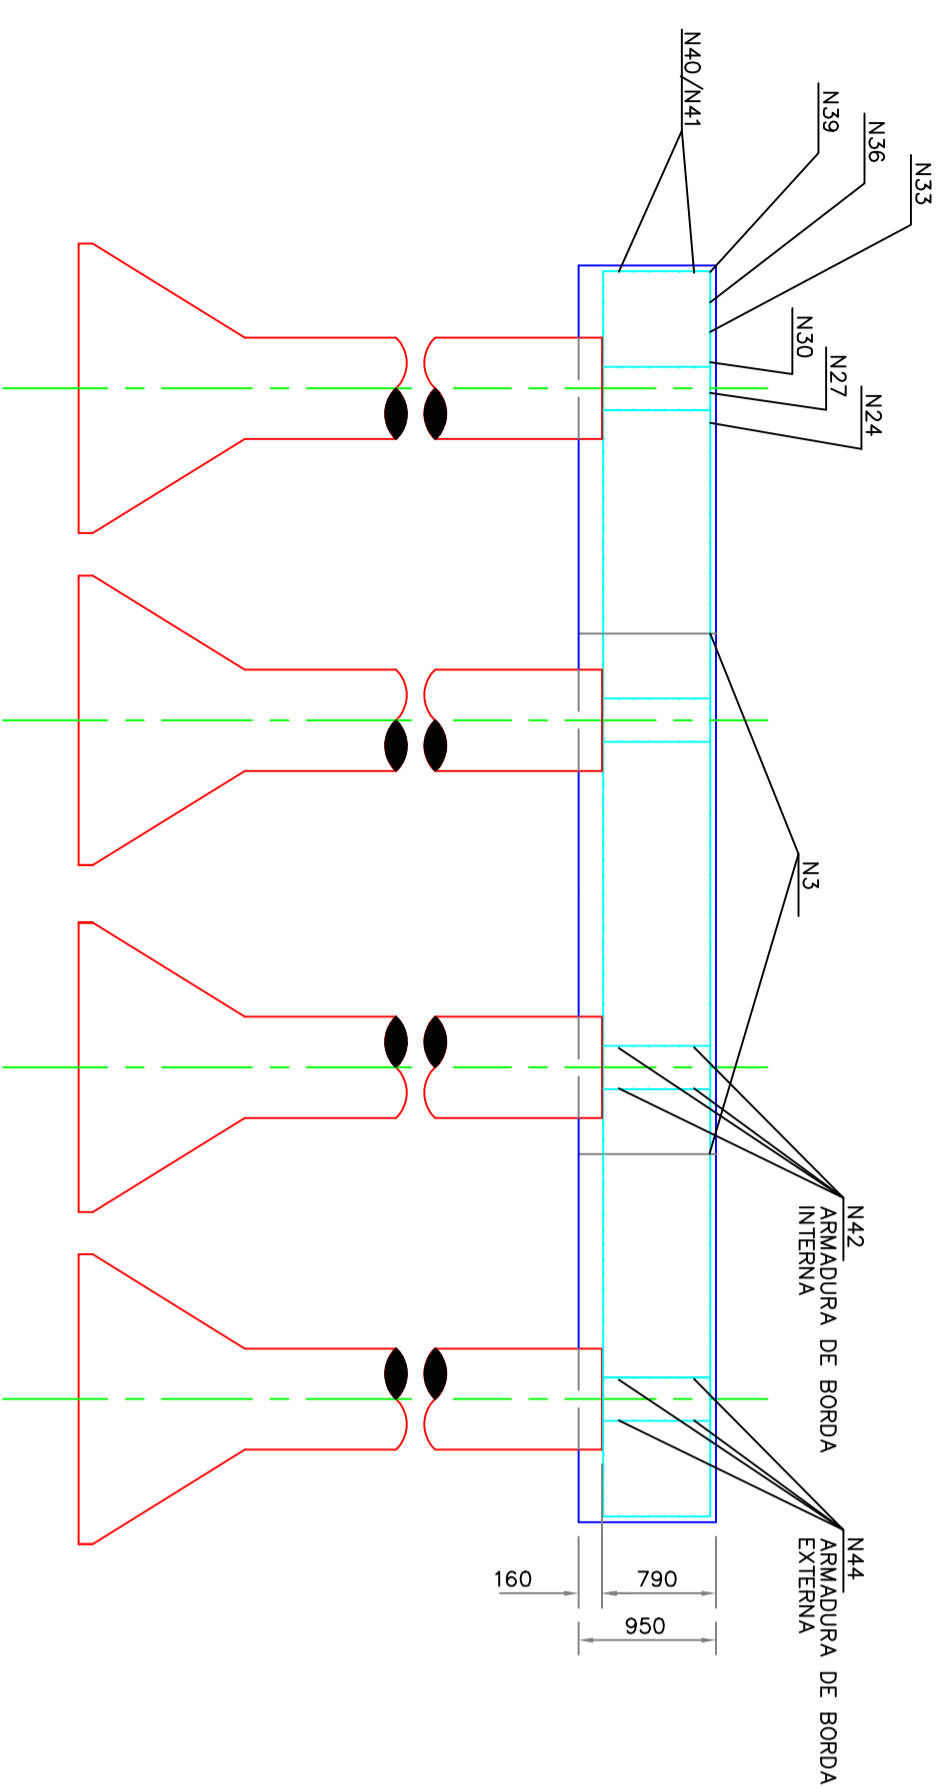 N40/N41
N39
N36
N33
N30
N27
N24
N3
N42
ARMADURA DE BORDA
INTERNA
N44
ARMADURA DE BORDA
EXTERNA
160
790
950